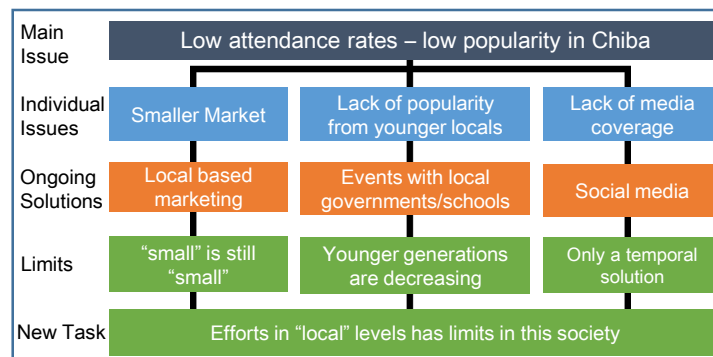 Main
Issue
Low attendance rates – low popularity in Chiba
Individual
Issues
Smaller Market
Lack of popularity
from younger locals
Lack of media
coverage
Ongoing
Solutions
Local based
marketing
Events with local
governments/schools
Social media
Limits
“small” is still
“small”
Younger generations
are decreasing
Only a temporal
solution
New Task
Efforts in “local” levels has limits in this society